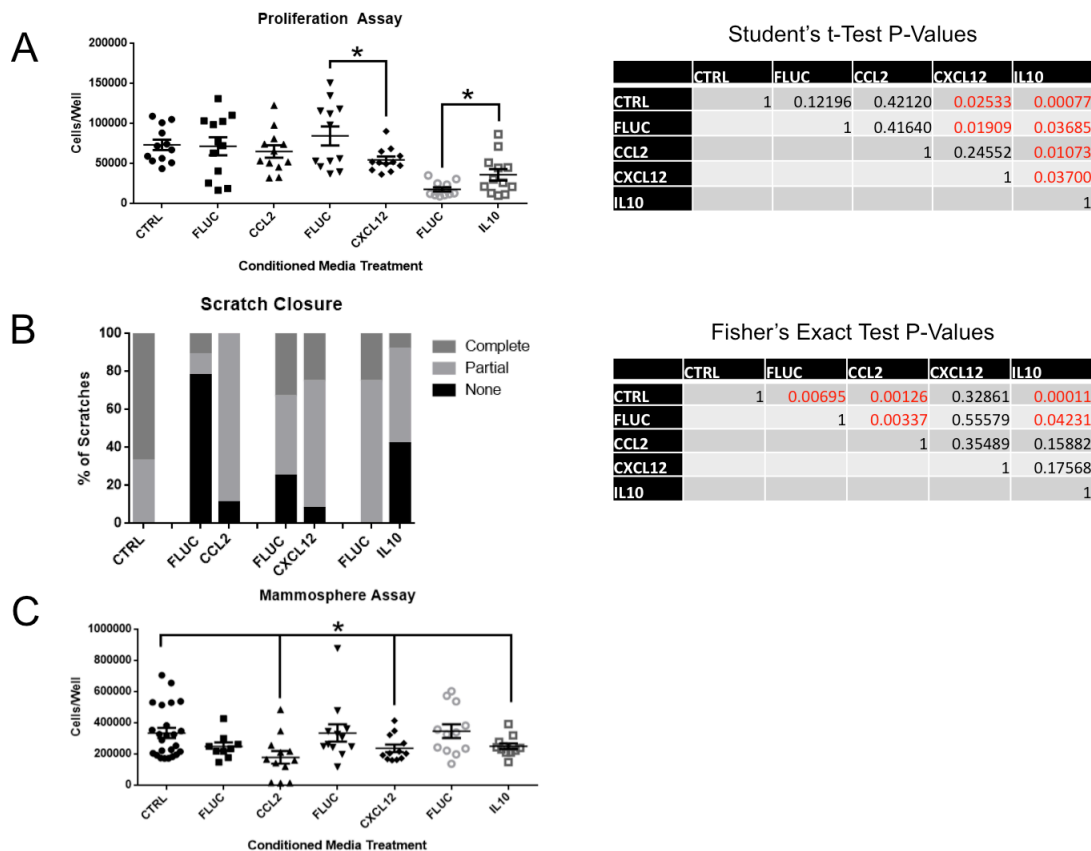 A
Proliferation Assay
*
*
Cells/Well
200000
150000
100000
50000
0
CTRL FLUC CCL2 FLUC CXCL12 FLUC IL10
Conditioned Media Treatment
Student's t-Test P-Values
CTRL FLUC CCL2 CXCL12 IL10
CTRL 1 0.12196 0.42120 0.02533 0.00077
FLUC 1 0.41640 0.01909 0.03685
CCL2 1 0.24552 0.01073
CXCL12 1 0.03700
IL10 1
B
Scratch Closure
% of Scratches
100
80
60
40
20
0
CTRL FLUC CCL2 FLUC CXCL12 FLUC IL10
Complete
Partial
None
Fisher's Exact Test P-Values
CTRL FLUC CCL2 CXCL12 IL10
CTRL 1 0.00695 0.00126 0.32861 0.00011
FLUC 1 0.00337 0.55579 0.04231
CCL2 1 0.35489 0.15882
CXCL12 1 0.17568
IL10 1
C
Mammosphere Assay
*
Cells/Well
1000000
800000
600000
400000
200000
0
CTRL FLUC CCL2 FLUC CXCL12 FLUC IL10
Conditioned Media Treatment